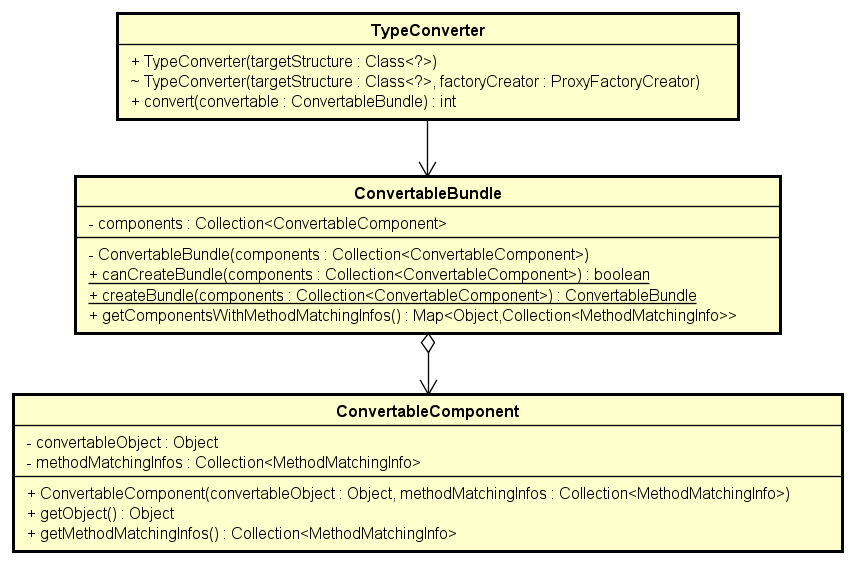 TypeConverter
+ TypeConverter(targetStructure : Class<?>)
~ TypeConverter(targetStructure : Class<?>, factoryCreator : ProxyFactoryCreator)
+ convert(convertable : ConvertableBundle) : int
ConvertableBundle
- components : Collection<ConvertableComponent>
- ConvertableBundle(components : Collection<ConvertableComponent>)
+ canCreateBundle(components : Collection<ConvertableComponent>) : boolean
+ createBundle(components : Collection<ConvertableComponent>) : ConvertableBundle
+ getComponentsWithMethodMatchingInfos() : Map<Object,Collection<MethodMatchingInfo>>
ConvertableComponent
- convertableObject : Object
- methodMatchingInfos : Collection<MethodMatchingInfo>
+ ConvertableComponent(convertableObject : Object, methodMatchingInfos : Collection<MethodMatchingInfo>)
+ getObject() : Object
+ getMethodMatchingInfos() : Collection<MethodMatchingInfo>